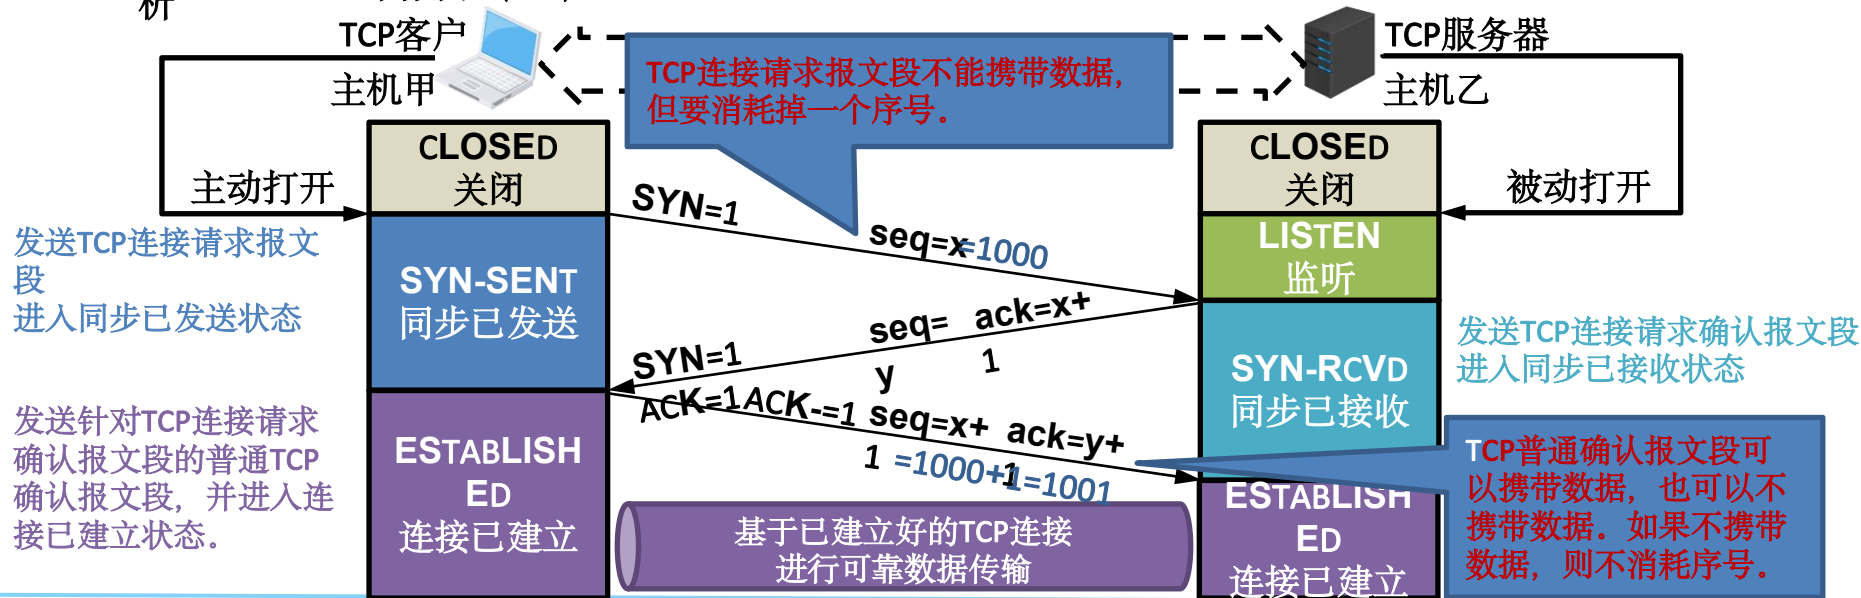 析
TCP客户
主机甲
TCP服务器
主机乙
TCP连接请求报文段不能携带数据，
但要消耗掉一个序号。
CLOSED
关闭
CLOSED
关闭
主动打开
被动打开
SYN=1
seq=x=1000
LISTEN
监听
发送TCP连接请求报文
段
进入同步已发送状态
SYN-SENT
同步已发送
SYN=1
ACK=1
seq=
y
ack=x+
1
SYN-RCVD
同步已接收
发送TCP连接请求确认报文段
进入同步已接收状态
ACK-=1
seq=x+
1
=1000+1=1001
ack=y+
1
发送针对TCP连接请求
确认报文段的普通TCP
确认报文段，并进入连
接已建立状态。
ESTABLISH
ED
连接已建立
基于已建立好的TCP连接
进行可靠数据传输
ESTABLISH
ED
连接已建立
TCP普通确认报文段可
以携带数据，也可以不
携带数据。如果不携带
数据，则不消耗序号。